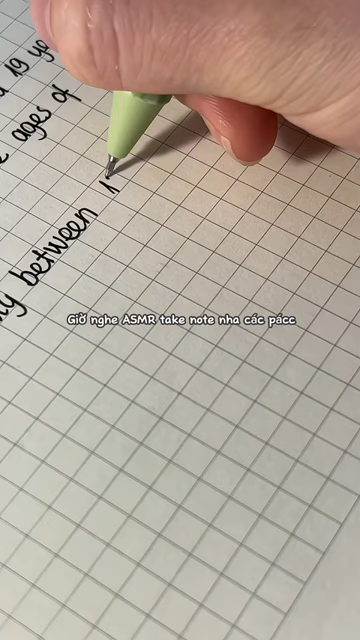 19 ye
ages of
between 1
Giờ nghe ASMR take note nha các pácc